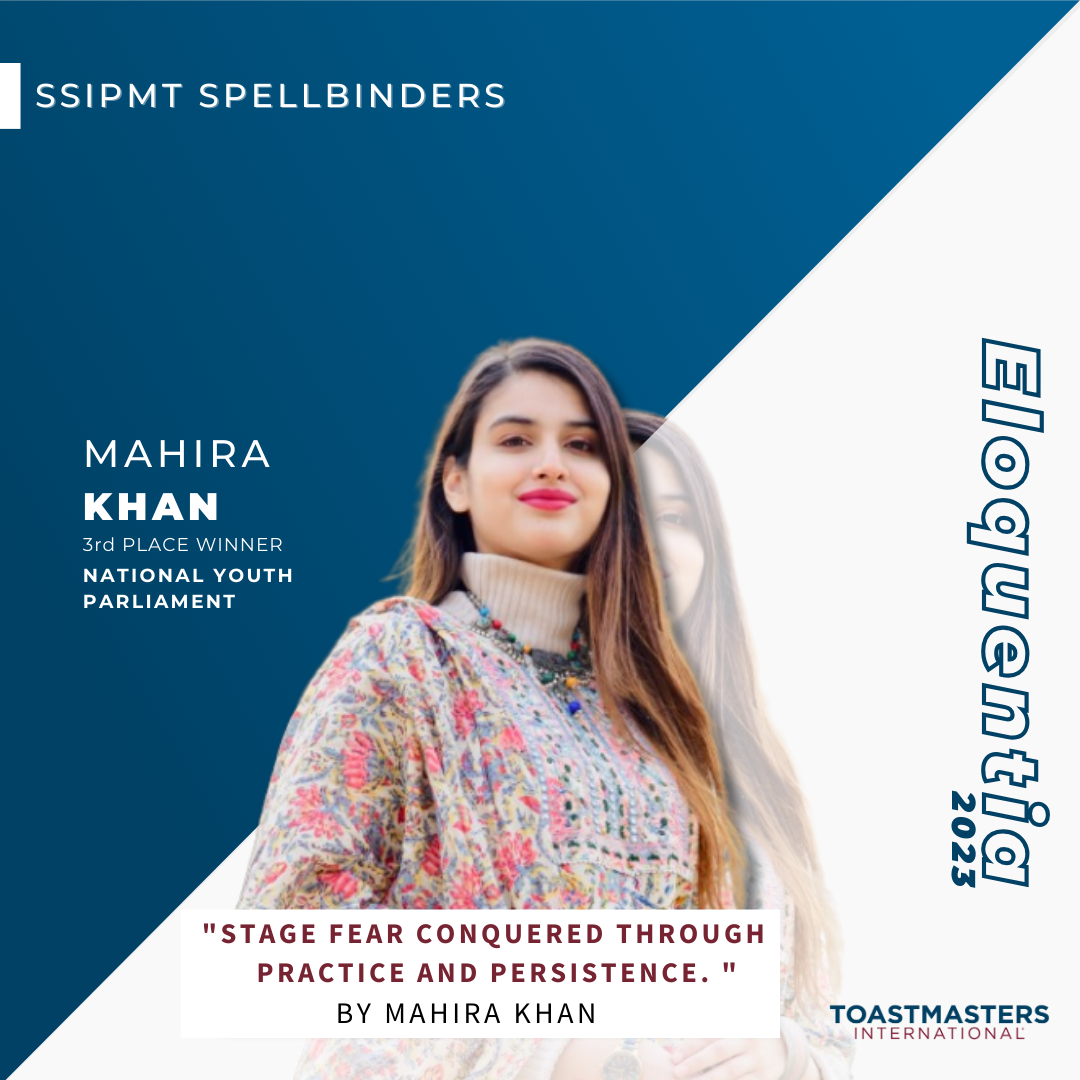 SSIPMT SPELLBINDERS
MAHIRA
KHAN
3rd PLACE WINNER
NATIONAL YOUTH
PARLIAMENT
Eloquentia
2023
"STAGE FEAR CONQUERED THROUGH
PRACTICE AND PERSISTENCE. "
BY MAHIRA KHAN
TOASTMASTERS
INTERNATIONAL